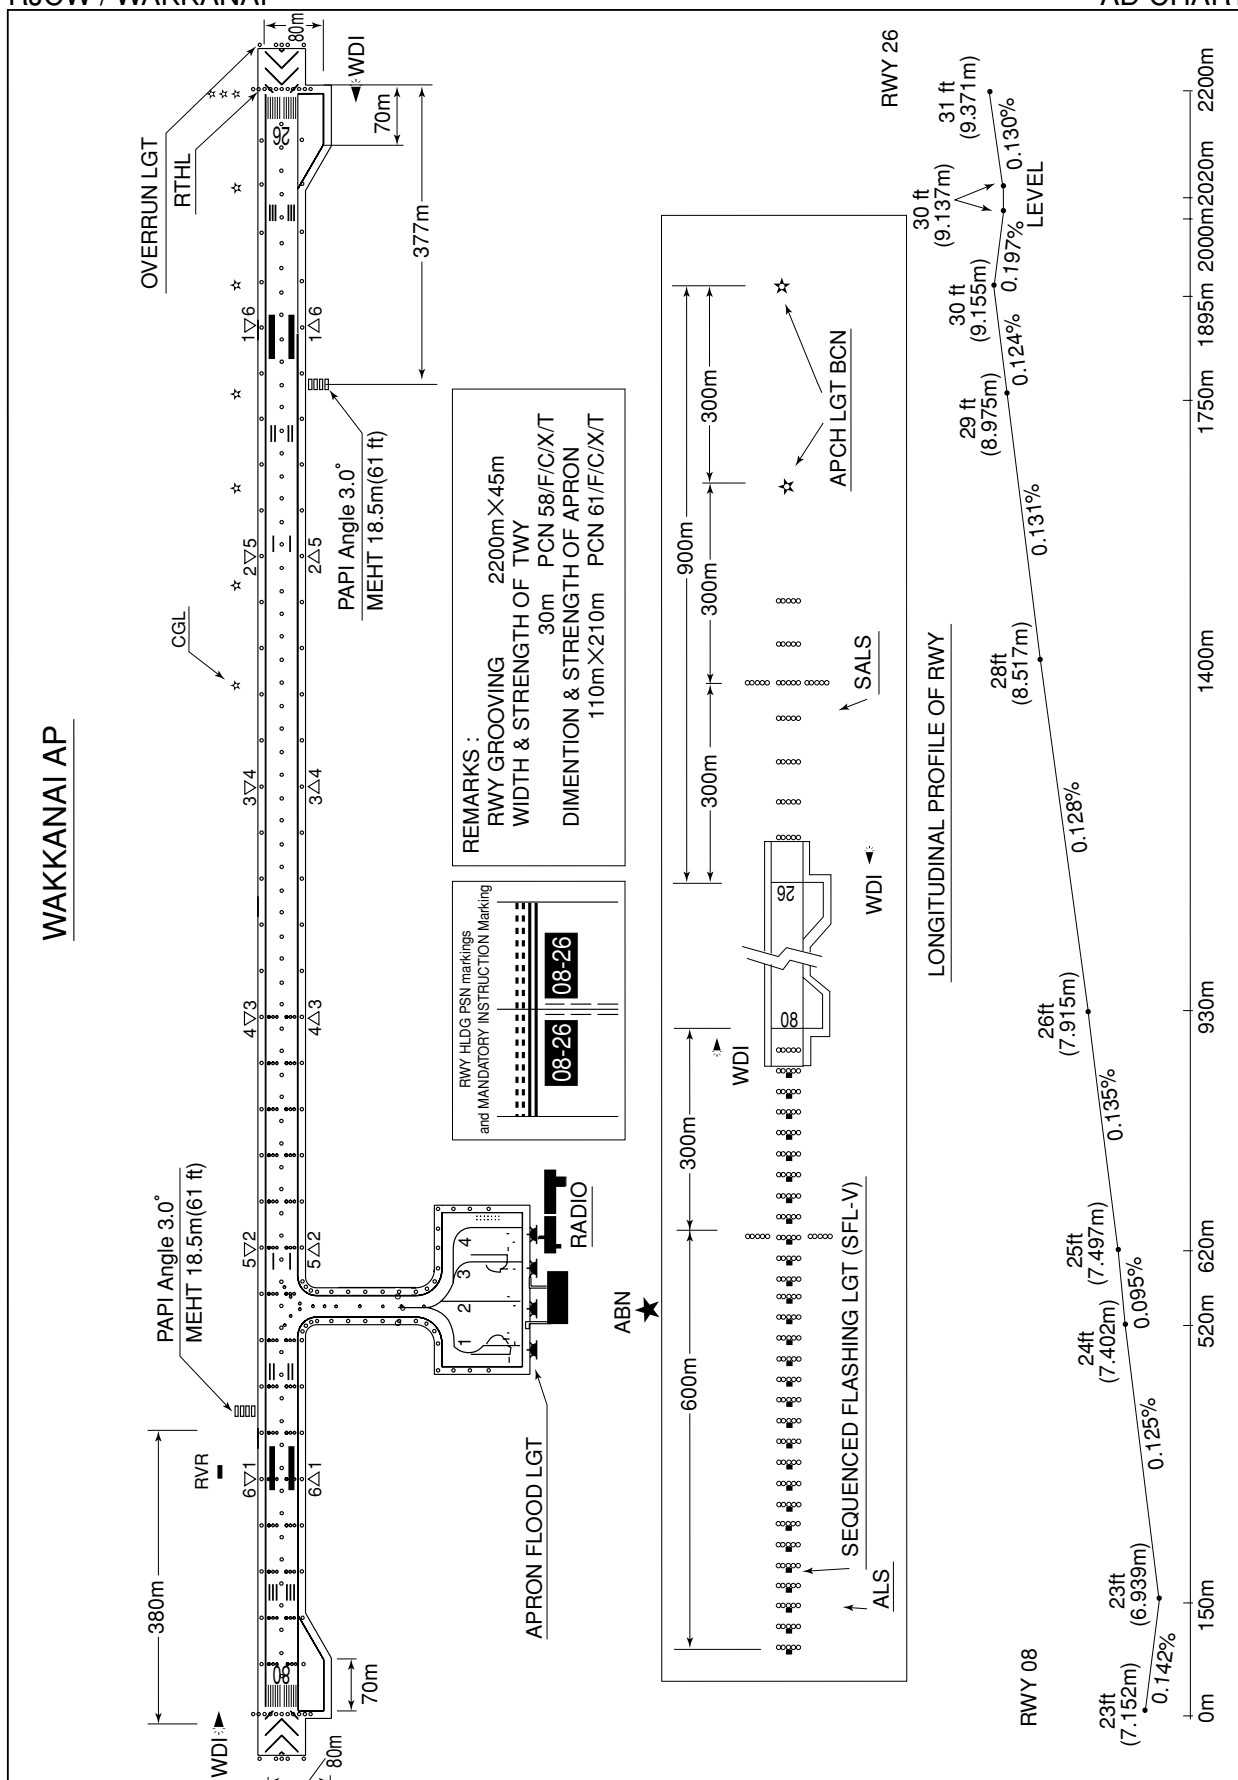 RJCW / WAKKANAI
AD CHART
WAKKANAI AP
OVERRUN LGT
RTHL
CGL
80m
WDI
70m
377m
26
1▽6
1△6
2▽5
2△5
3▽4
3△4
4▽3
4△3
5▽2
5△2
6▽1
6△1
PAPI Angle 3.0°
MEHT 18.5m(61 ft)
PAPI Angle 3.0°
MEHT 18.5m(61 ft)
RVR
380m
WDI
80m
70m
08
1
2
3
4
APRON FLOOD LGT
RADIO
ABN
RWY HLDG PSN markings
and MANDATORY INSTRUCTION Marking
08-26
08-26
REMARKS :
RWY GROOVING 2200m×45m
WIDTH & STRENGTH OF TWY
30m PCN 58/F/C/X/T
DIMENTION & STRENGTH OF APRON
110m×210m PCN 61/F/C/X/T
600m
300m
300m
300m
300m
900m
ALS
SEQUENCED FLASHING LGT (SFL-V)
WDI
08
26
WDI
SALS
APCH LGT BCN
LONGITUDINAL PROFILE OF RWY
RWY 08
RWY 26
23ft
(7.152m)
0.142%
23ft
(6.939m)
0.125%
24ft
(7.402m)
0.095%
25ft
(7.497m)
0.135%
26ft
(7.915m)
0.128%
28ft
(8.517m)
0.131%
29 ft
(8.975m)
0.124%
30 ft
(9.155m)
0.197%
30 ft
(9.137m)
LEVEL
0.130%
31 ft
(9.371m)
0m
150m
520m
620m
930m
1400m
1750m
1895m
2000m
2020m
2200m